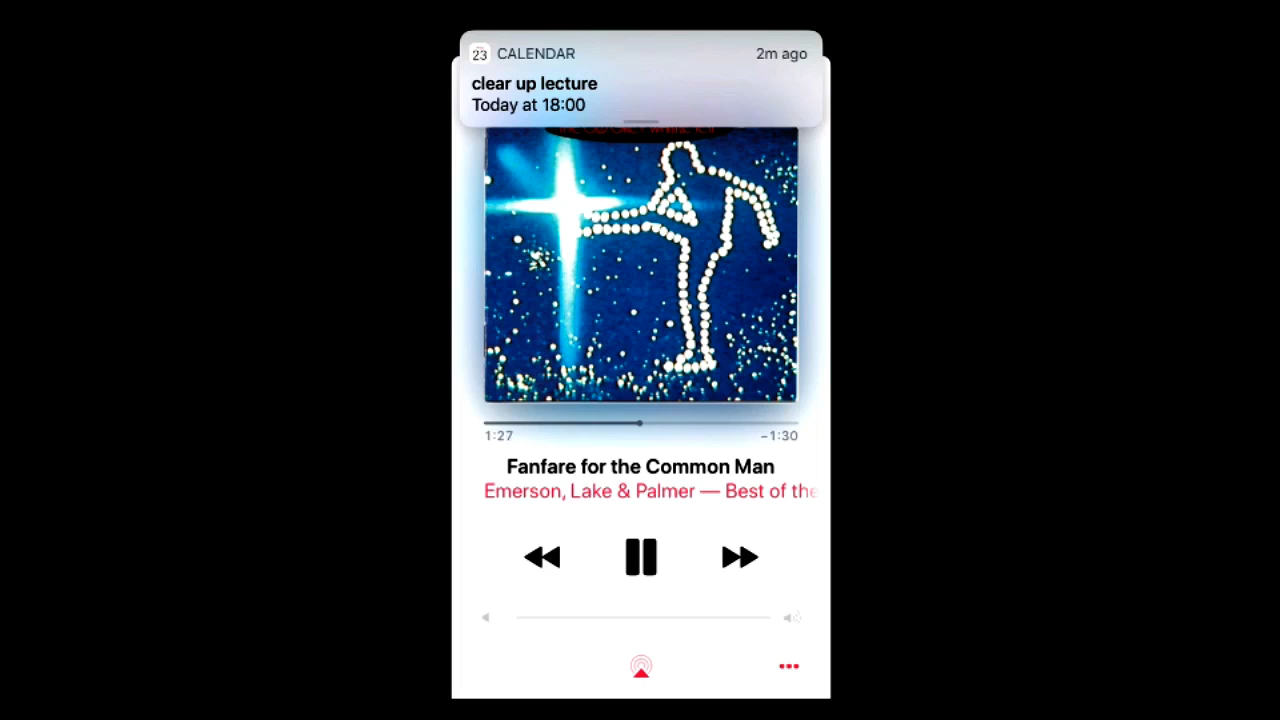 23 CALENDAR 2m ago
clear up lecture
Today at 18:00
1:27 -1:30
Fanfare for the Common Man
Emerson, Lake & Palmer — Best of the